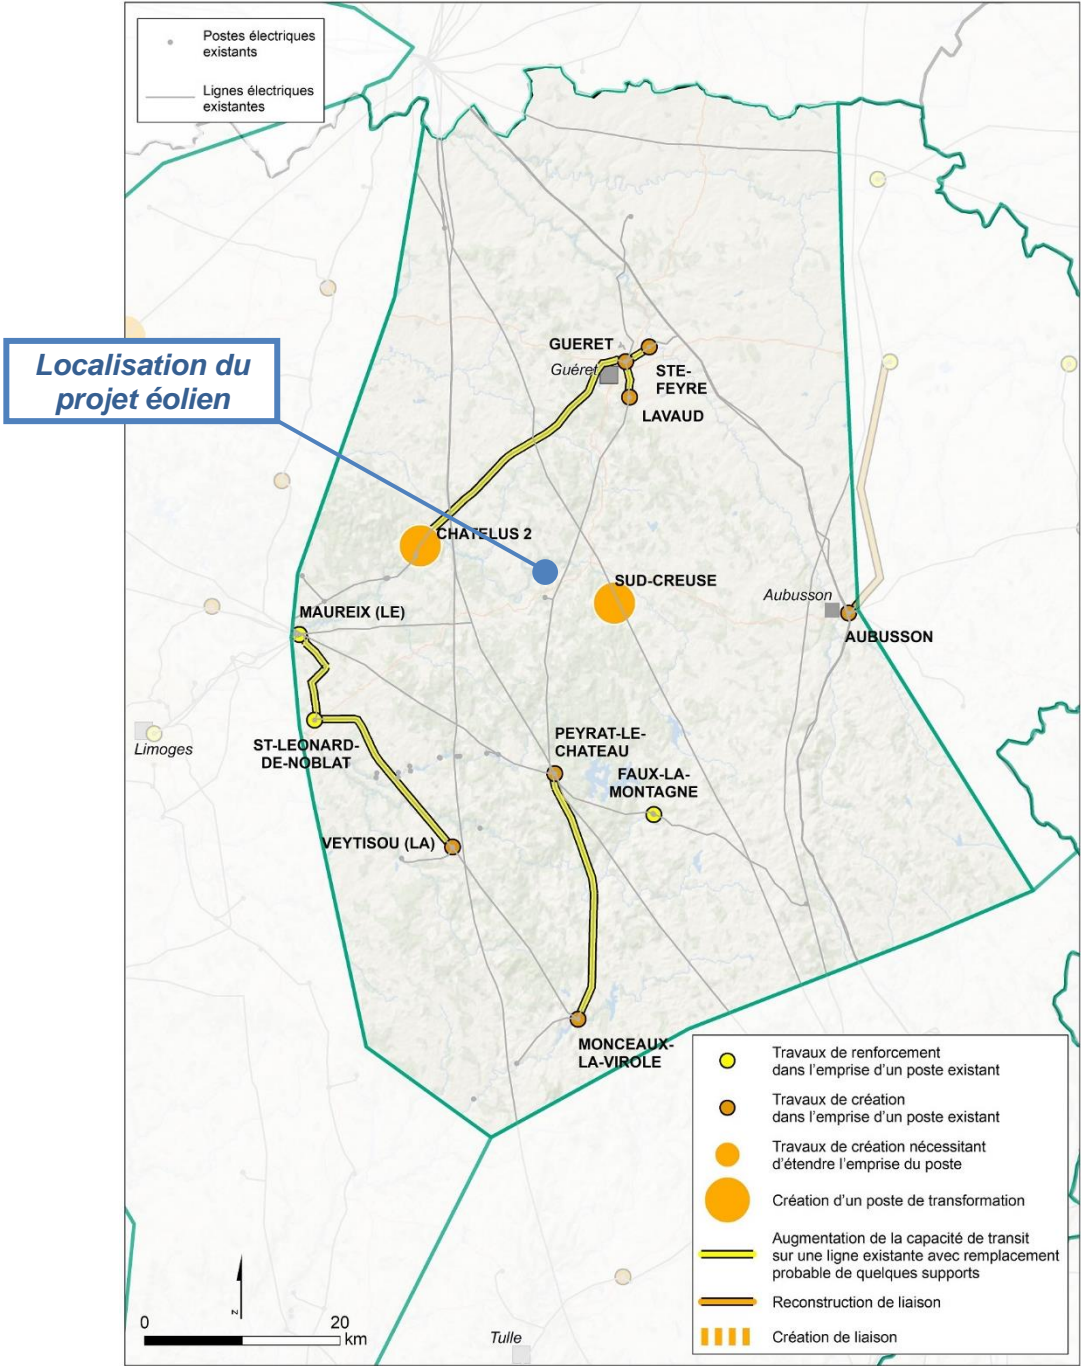 Postes électriques
existants
Lignes électriques
existantes
Localisation du
projet éolien
GUERET
Guéret
STE-
FEYRE
LAVAUD
CHATELUS 2
SUD-CREUSE
Aubusson
AUBUSSON
MAUREIX (LE)
Limoges
ST-LEONARD-
DE-NOBLAT
PEYRAT-LE-
CHATEAU
FAUX-LA-
MONTAGNE
VEYTISOU (LA)
MONCEAUX-
LA-VIROLE
Travaux de renforcement
dans l'emprise d'un poste existant
Travaux de création
dans l'emprise d'un poste existant
Travaux de création nécessitant
d'étendre l'emprise du poste
Création d'un poste de transformation
Augmentation de la capacité de transit
sur une ligne existante avec remplacement
probable de quelques supports
Reconstruction de liaison
Création de liaison
z
0 20
km
Tulle